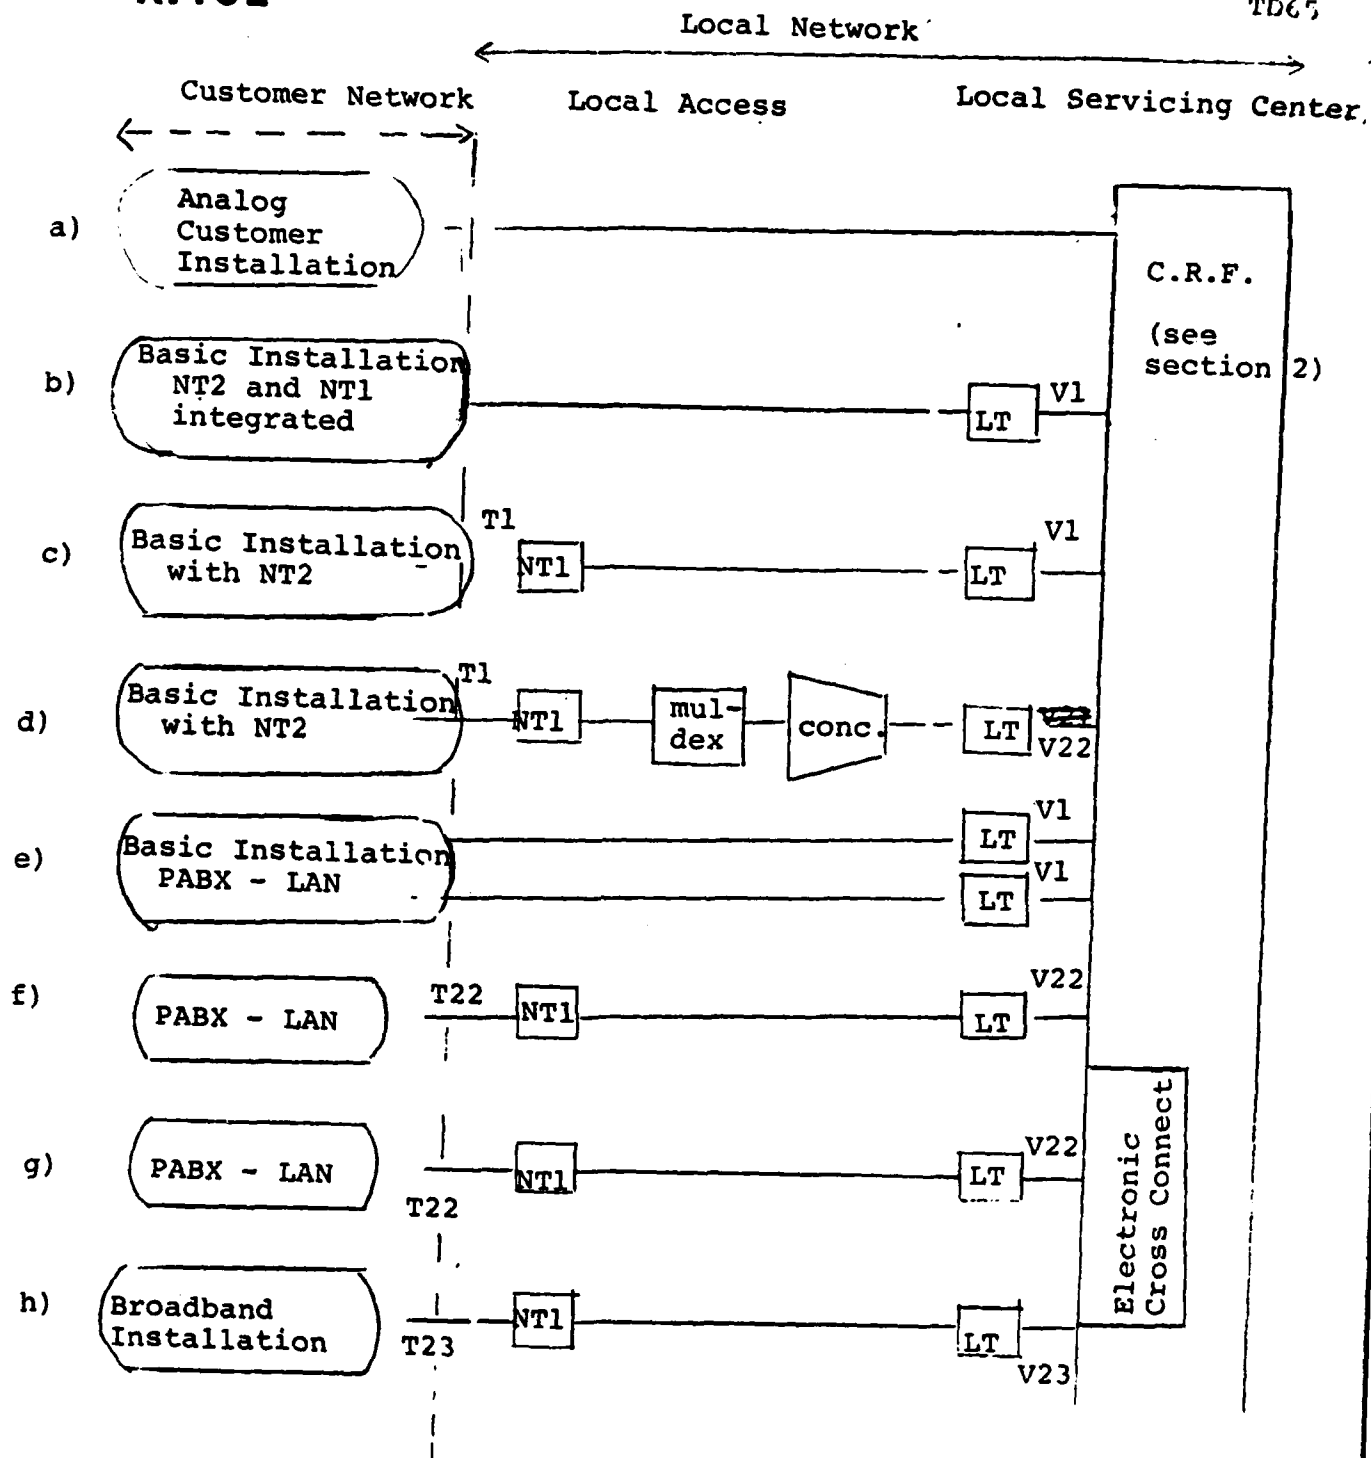 Local Network
Customer Network
Local Access
Local Servicing Center.
a)
Analog
Customer
Installation
C.R.F.
(see
section 2)
b)
Basic Installation
NT2 and NT1
integrated
LT
V1
c)
Basic Installation
with NT2
T1
NT1
LT
V1
d)
Basic Installation
with NT2
T1
NT1
mul-
dex
conc.
LT
V22
e)
Basic Installation
PABX - LAN
LT
V1
LT
V1
f)
PABX - LAN
T22
NT1
LT
V22
g)
PABX - LAN
T22
NT1
LT
V22
Electronic
Cross Connect
h)
Broadband
Installation
T23
NT1
LT
V23